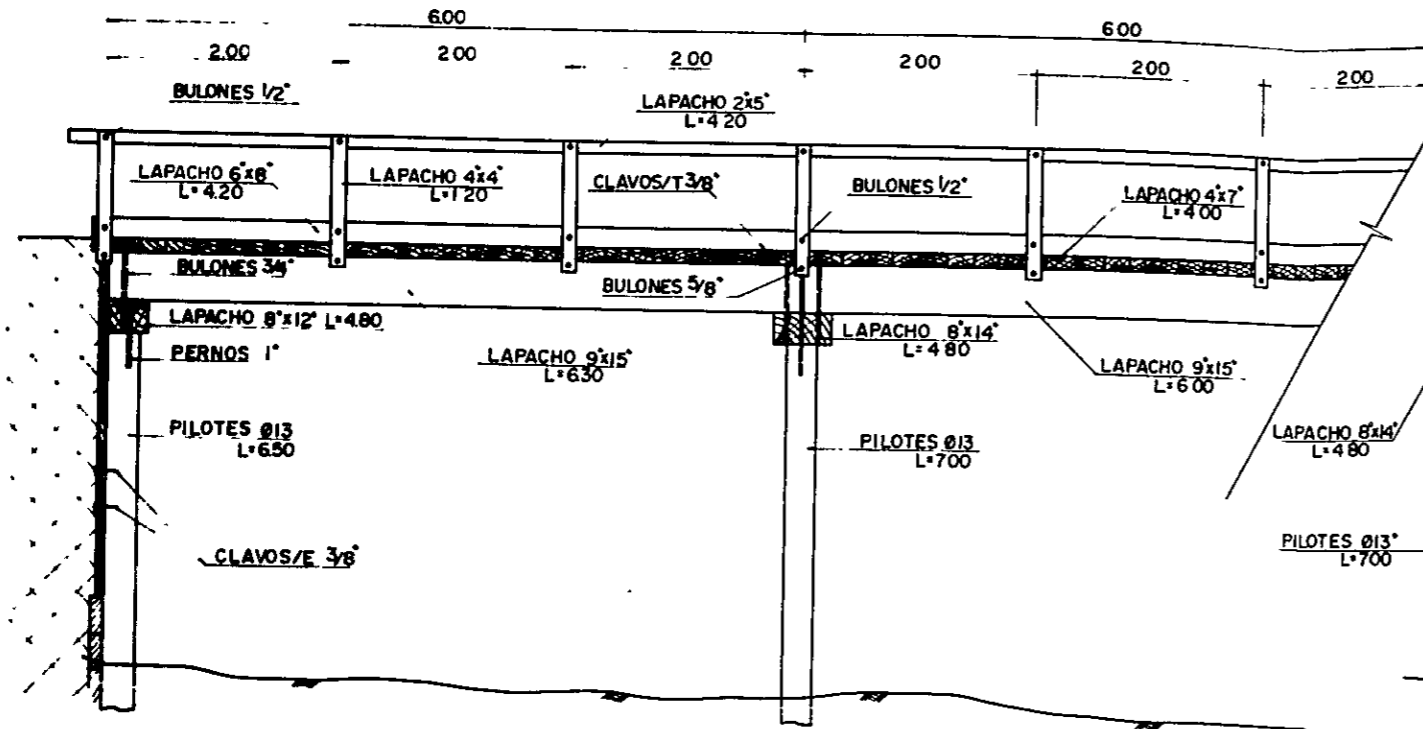 6.00
6.00
2.00
2.00
2.00
2.00
2.00
2.00
BULONES 1/2"
LAPACHO 2"x5"
L=4.20
LAPACHO 6"x8"
L=4.20
LAPACHO 4"x4"
L=1.20
CLAVOS/T 3/8"
BULONES 1/2"
LAPACHO 4"x7"
L=4.00
BULONES 3/4"
BULONES 5/8"
LAPACHO 8"x12" L=4.80
LAPACHO 8"x14"
L=4.80
PERNOS 1"
LAPACHO 9"x15"
L=6.30
LAPACHO 9"x15"
L=6.00
PILOTES Ø13
L=6.50
PILOTES Ø13
L=7.00
LAPACHO 8"x14"
L=4.80
CLAVOS/E 3/8"
PILOTES Ø13"
L=7.00